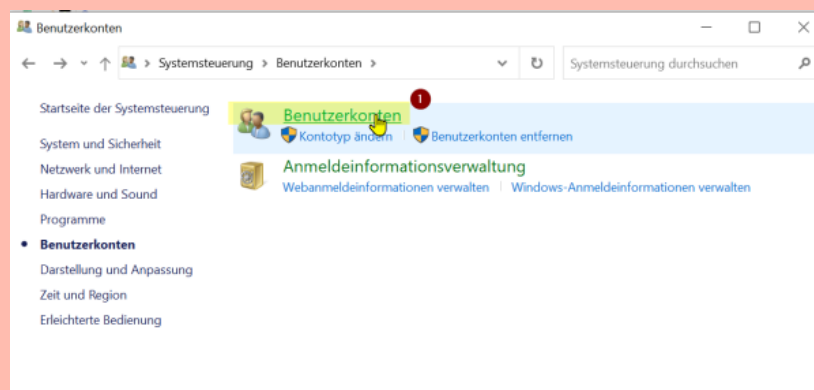 Benutzerkonten
Systemsteuerung > Benutzerkonten >
Systemsteuerung durchsuchen
Startseite der Systemsteuerung
System und Sicherheit
Netzwerk und Internet
Hardware und Sound
Programme
Benutzerkonten
Darstellung und Anpassung
Zeit und Region
Erleichterte Bedienung
Benutzerkonten
1
Kontotyp ändern
Benutzerkonten entfernen
Anmeldeinformationsverwaltung
Webanmeldeinformationen verwalten
Windows-Anmeldeinformationen verwalten